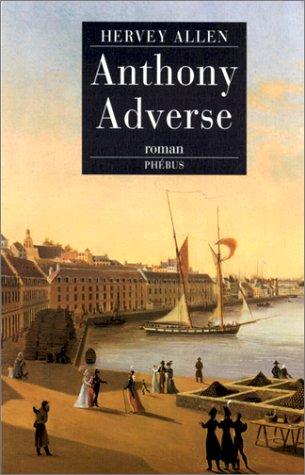 HERVEY ALLEN
Anthony
Adverse
roman
PHÉBUS